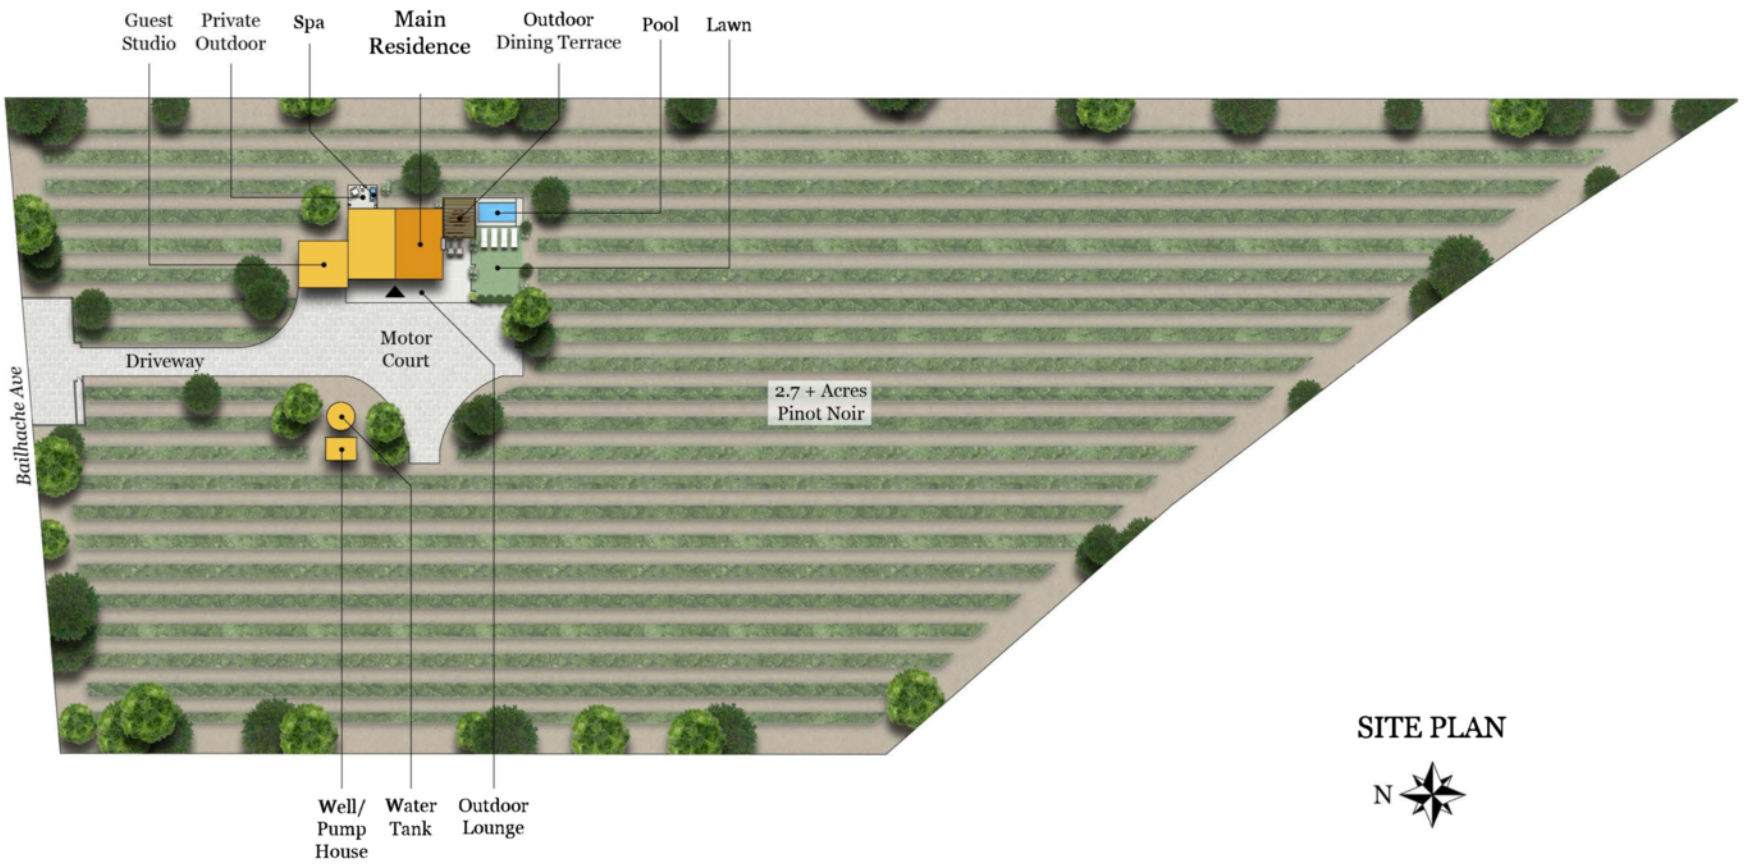 Guest
Studio
Private
Outdoor
Spa
Main
Residence
Outdoor
Dining Terrace
Pool
Lawn
Motor
Court
Driveway
Bailhache Ave
2.7 + Acres
Pinot Noir
SITE PLAN
N
Well/
Pump
House
Water
Tank
Outdoor
Lounge